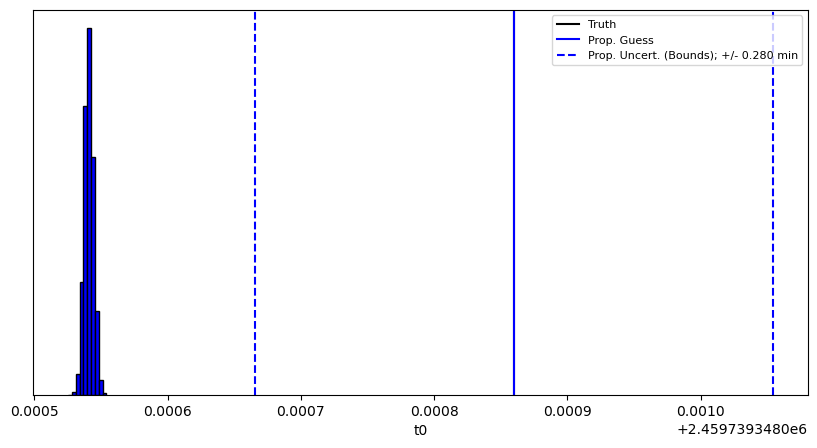 Truth
Prop. Guess
Prop. Uncert. (Bounds); +/- 0.280 min
0.0005 0.0006 0.0007 0.0008 0.0009 0.0010
t0
+2.4597393480e6